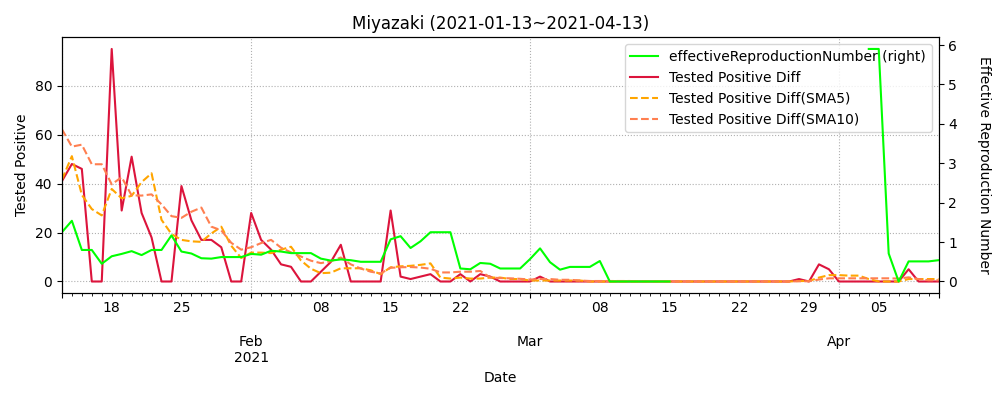 Miyazaki (2021-01-13~2021-04-13)
effectiveReproductionNumber (right)
Tested Positive Diff
Tested Positive Diff(SMA5)
Tested Positive Diff(SMA10)
Tested Positive
80
60
40
20
0
6
5
4
3
2
1
0
Effective Reproduction Number
18
25
08
15
22
08
15
22
29
05
Feb
2021
Mar
Apr
Date